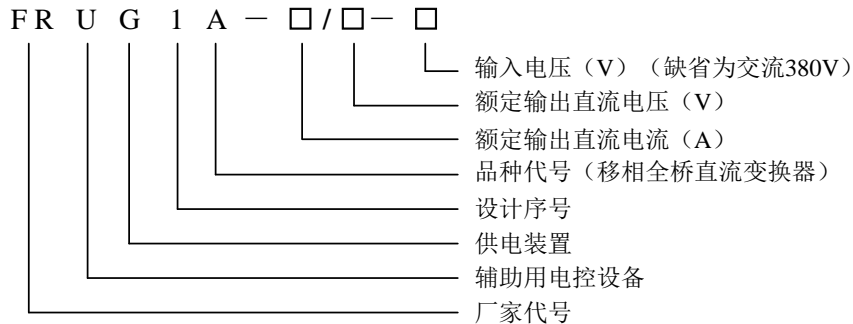 FR U G 1 A － □/□－ □
输入电压（V）（缺省为交流380V）
额定输出直流电压（V）
额定输出直流电流（A）
品种代号（移相全桥直流变换器）
设计序号
供电装置
辅助用电控设备
厂家代号